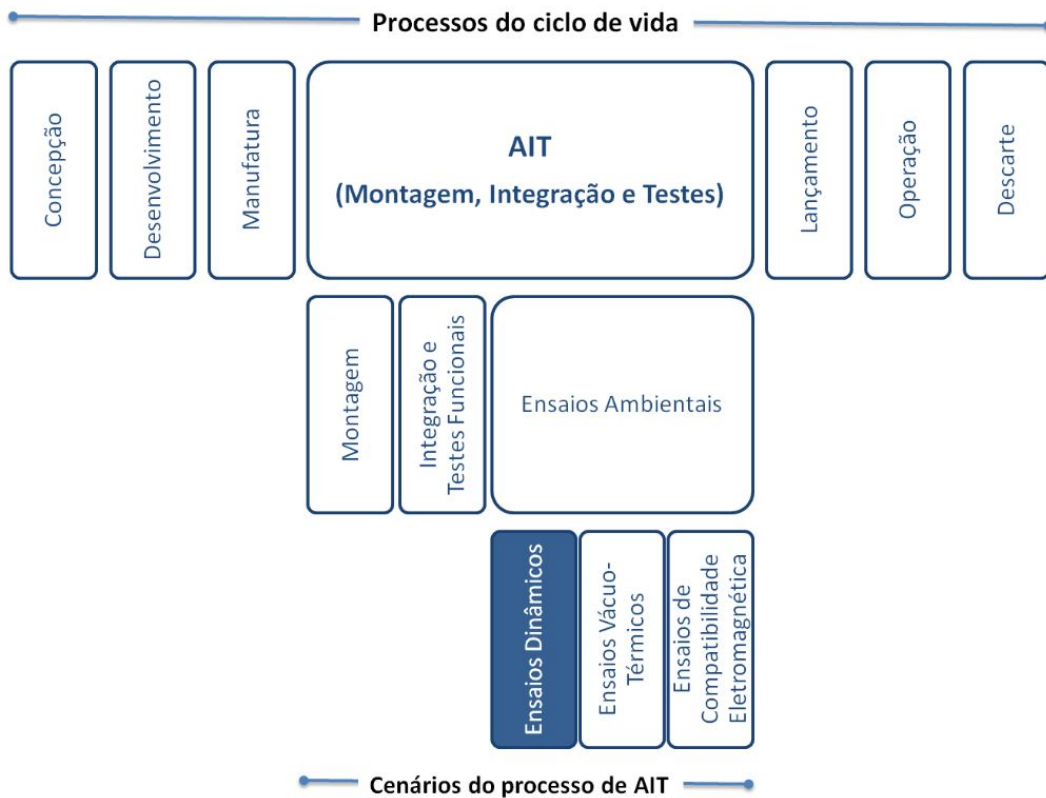 Processos do ciclo de vida
Concepção
Desenvolvimento
Manufatura
AIT
(Montagem, Integração e Testes)
Lançamento
Operação
Descarte
Montagem
Integração e
Testes Funcionais
Ensaios Ambientais
Ensaios Dinâmicos
Ensaios Vácuo-
Térmicos
Ensaios de
Compatibilidade
Eletromagnética
Cenários do processo de AIT